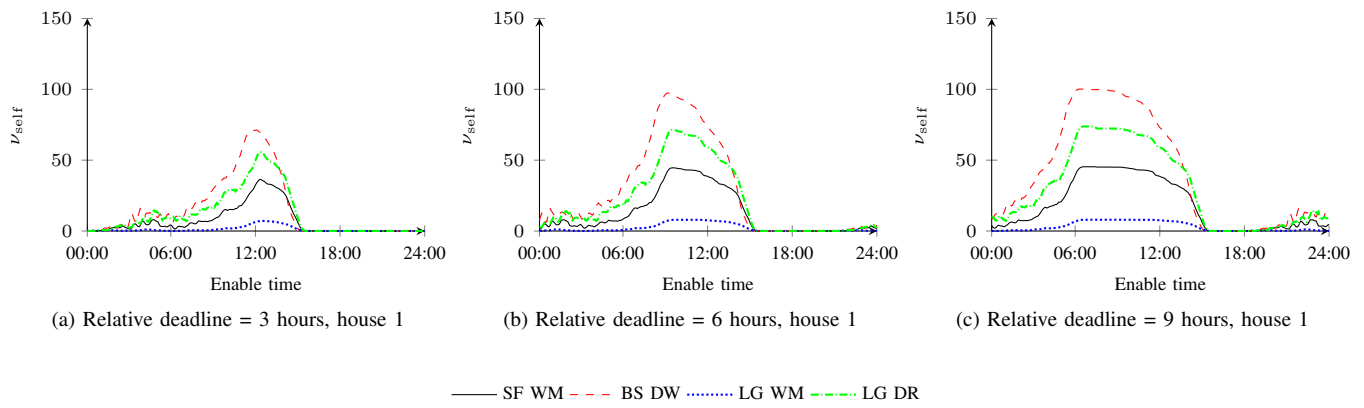 150
100
50
0
ν_self
00:00 06:00 12:00 18:00 24:00
Enable time
(a) Relative deadline = 3 hours, house 1
150
100
50
0
ν_self
00:00 06:00 12:00 18:00 24:00
Enable time
(b) Relative deadline = 6 hours, house 1
150
100
50
0
ν_self
00:00 06:00 12:00 18:00 24:00
Enable time
(c) Relative deadline = 9 hours, house 1
SF WM BS DW LG WM LG DR